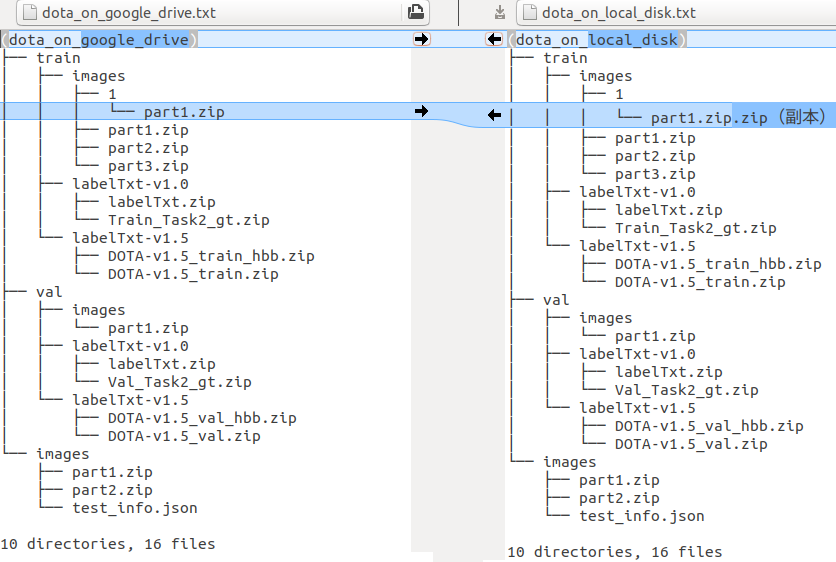 dota_on_google_drive.txt
(dota_on_google_drive)
├── train
│   ├── images
│   │   ├── 1
│   │   │   └── part1.zip
│   │   ├── part1.zip
│   │   ├── part2.zip
│   │   └── part3.zip
│   ├── labelTxt-v1.0
│   │   ├── labelTxt.zip
│   │   └── Train_Task2_gt.zip
│   └── labelTxt-v1.5
│       ├── DOTA-v1.5_train_hbb.zip
│       └── DOTA-v1.5_train.zip
├── val
│   ├── images
│   │   └── part1.zip
│   ├── labelTxt-v1.0
│   │   ├── labelTxt.zip
│   │   └── Val_Task2_gt.zip
│   └── labelTxt-v1.5
│       ├── DOTA-v1.5_val_hbb.zip
│       └── DOTA-v1.5_val.zip
└── images
    ├── part1.zip
    ├── part2.zip
    └── test_info.json
10 directories, 16 files
dota_on_local_disk.txt
(dota_on_local_disk)
├── train
│   ├── images
│   │   ├── 1
│   │   │   └── part1.zip.zip（副本）
│   │   ├── part1.zip
│   │   ├── part2.zip
│   │   └── part3.zip
│   ├── labelTxt-v1.0
│   │   ├── labelTxt.zip
│   │   └── Train_Task2_gt.zip
│   └── labelTxt-v1.5
│       ├── DOTA-v1.5_train_hbb.zip
│       └── DOTA-v1.5_train.zip
├── val
│   ├── images
│   │   └── part1.zip
│   ├── labelTxt-v1.0
│   │   ├── labelTxt.zip
│   │   └── Val_Task2_gt.zip
│   └── labelTxt-v1.5
│       ├── DOTA-v1.5_val_hbb.zip
│       └── DOTA-v1.5_val.zip
└── images
    ├── part1.zip
    ├── part2.zip
    └── test_info.json
10 directories, 16 files